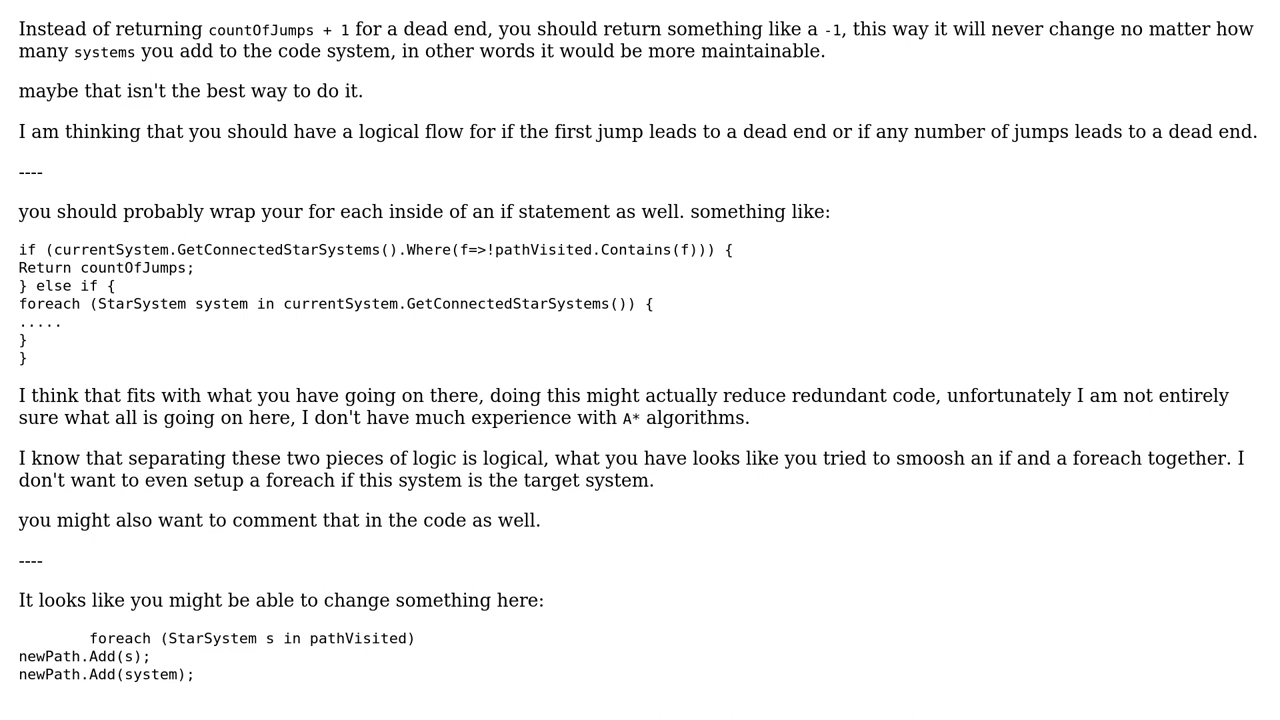 Instead of returning countOfJumps + 1 for a dead end, you should return something like a -1, this way it will never change no matter how
many systems you add to the code system, in other words it would be more maintainable.
maybe that isn't the best way to do it.
I am thinking that you should have a logical flow for if the first jump leads to a dead end or if any number of jumps leads to a dead end.
----
you should probably wrap your for each inside of an if statement as well. something like:
if (currentSystem.GetConnectedStarSystems().Where(f=>!pathVisited.Contains(f))) {
Return countOfJumps;
} else if {
foreach (StarSystem system in currentSystem.GetConnectedStarSystems()) {
.....
}
}
I think that fits with what you have going on there, doing this might actually reduce redundant code, unfortunately I am not entirely
sure what all is going on here, I don't have much experience with A* algorithms.
I know that separating these two pieces of logic is logical, what you have looks like you tried to smoosh an if and a foreach together. I
don't want to even setup a foreach if this system is the target system.
you might also want to comment that in the code as well.
----
It looks like you might be able to change something here:
        foreach (StarSystem s in pathVisited)
newPath.Add(s);
newPath.Add(system);